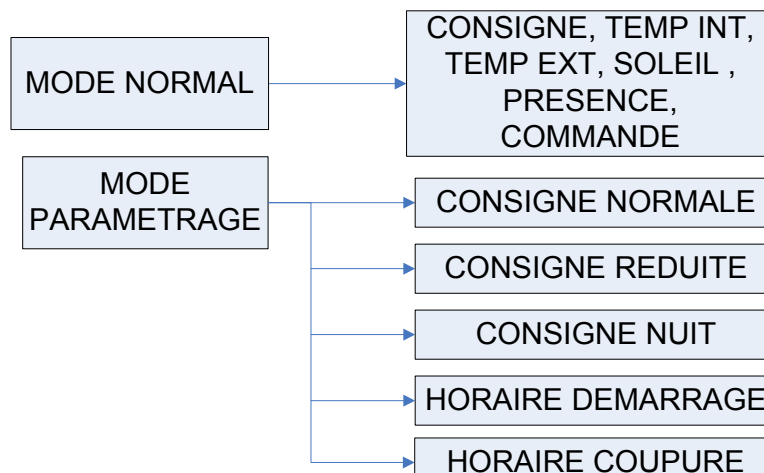 MODE NORMAL
CONSIGNE, TEMP INT,
TEMP EXT, SOLEIL ,
PRESENCE,
COMMANDE
MODE
PARAMETRAGE
CONSIGNE NORMALE
CONSIGNE REDUITE
CONSIGNE NUIT
HORAIRE DEMARRAGE
HORAIRE COUPURE